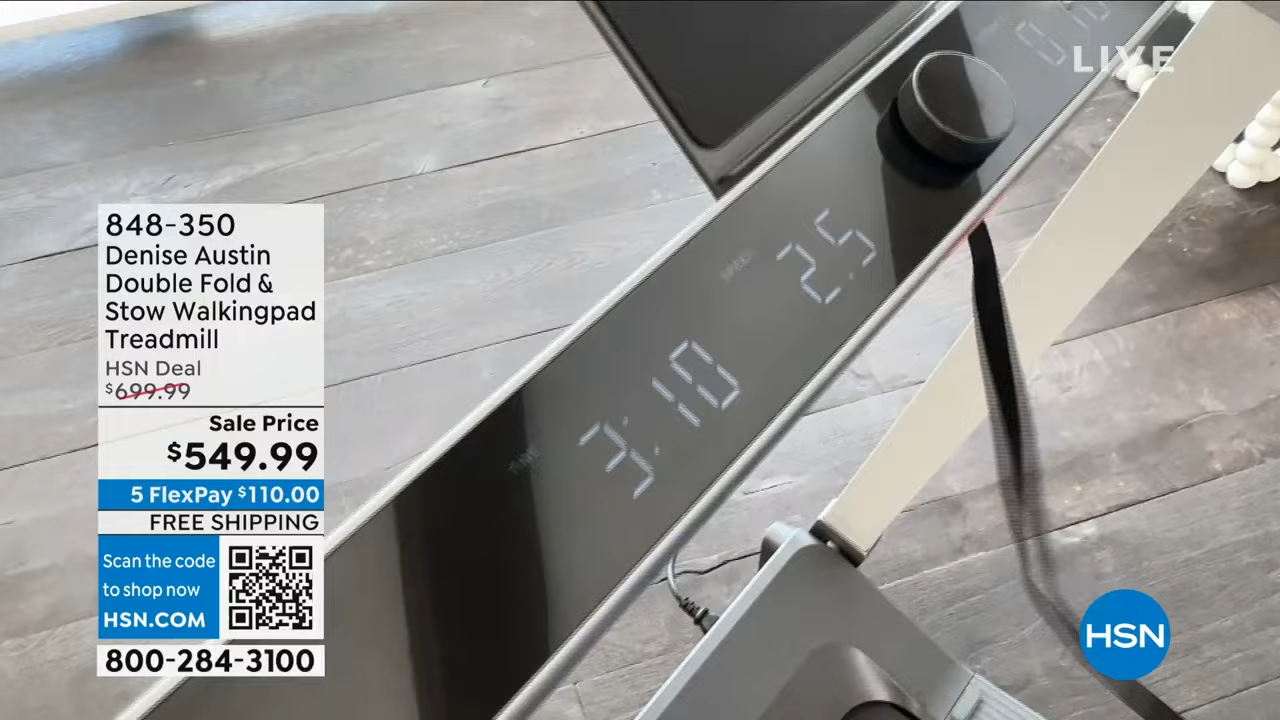 LIVE
848-350
Denise Austin
Double Fold &
Stow Walkingpad
Treadmill
HSN Deal
$699.99
Sale Price
$549.99
5 FlexPay $110.00
FREE SHIPPING
Scan the code
to shop now
HSN.COM
800-284-3100
TIME
3:10
SPEED
2.5
HSN